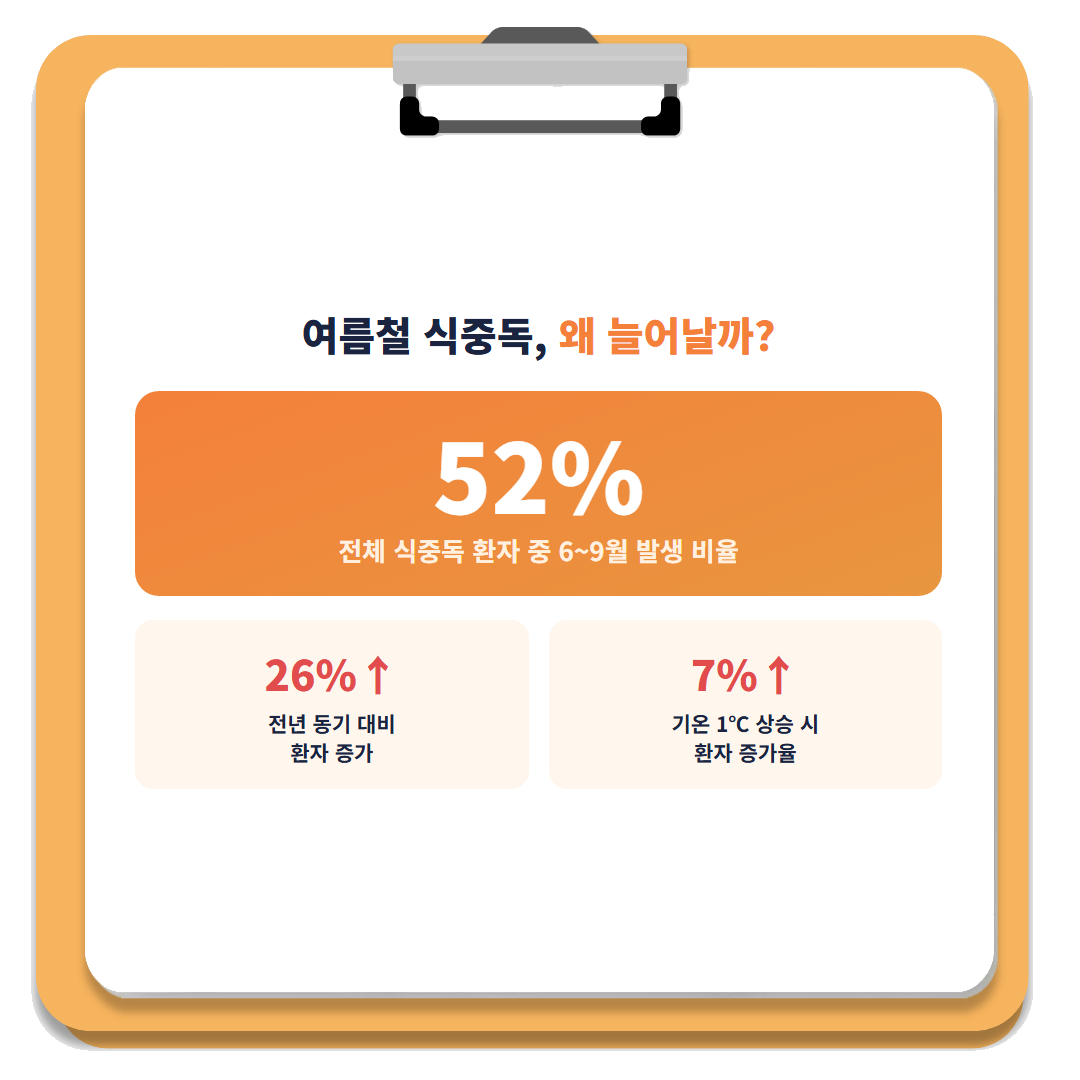 여름철 식중독, 왜 늘어날까?
52%
전체 식중독 환자 중 6~9월 발생 비율
26%↑
전년 동기 대비
환자 증가
7%↑
기온 1℃ 상승 시
환자 증가율